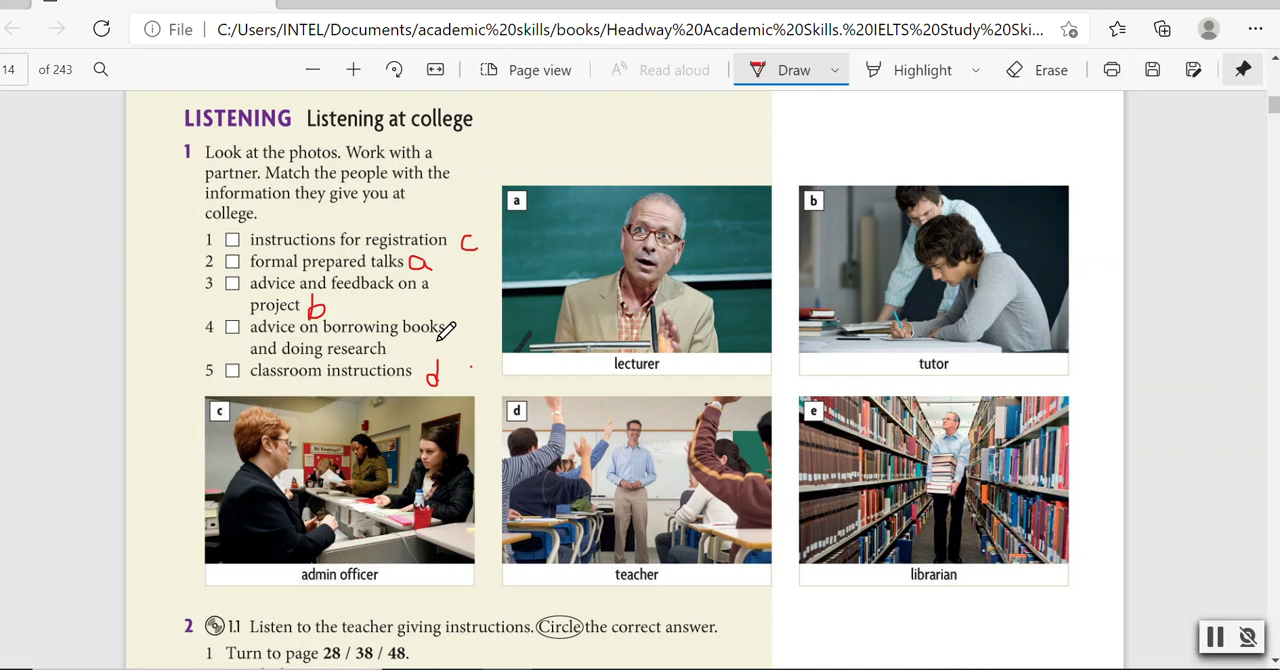 File C:/Users/INTEL/Documents/academic%20skills/books/Headway%20Academic%20Skills.%20IELTS%20Study%20Ski...
14 of 243 Page view Read aloud Draw Highlight Erase
LISTENING Listening at college
1 Look at the photos. Work with a
partner. Match the people with the
information they give you at
college.
1 instructions for registration c
2 formal prepared talks a
3 advice and feedback on a
project b
4 advice on borrowing books
and doing research
5 classroom instructions d
a
lecturer
b
tutor
c
admin officer
d
teacher
e
librarian
2 1.1 Listen to the teacher giving instructions. Circle the correct answer.
1 Turn to page 28 / 38 / 48.